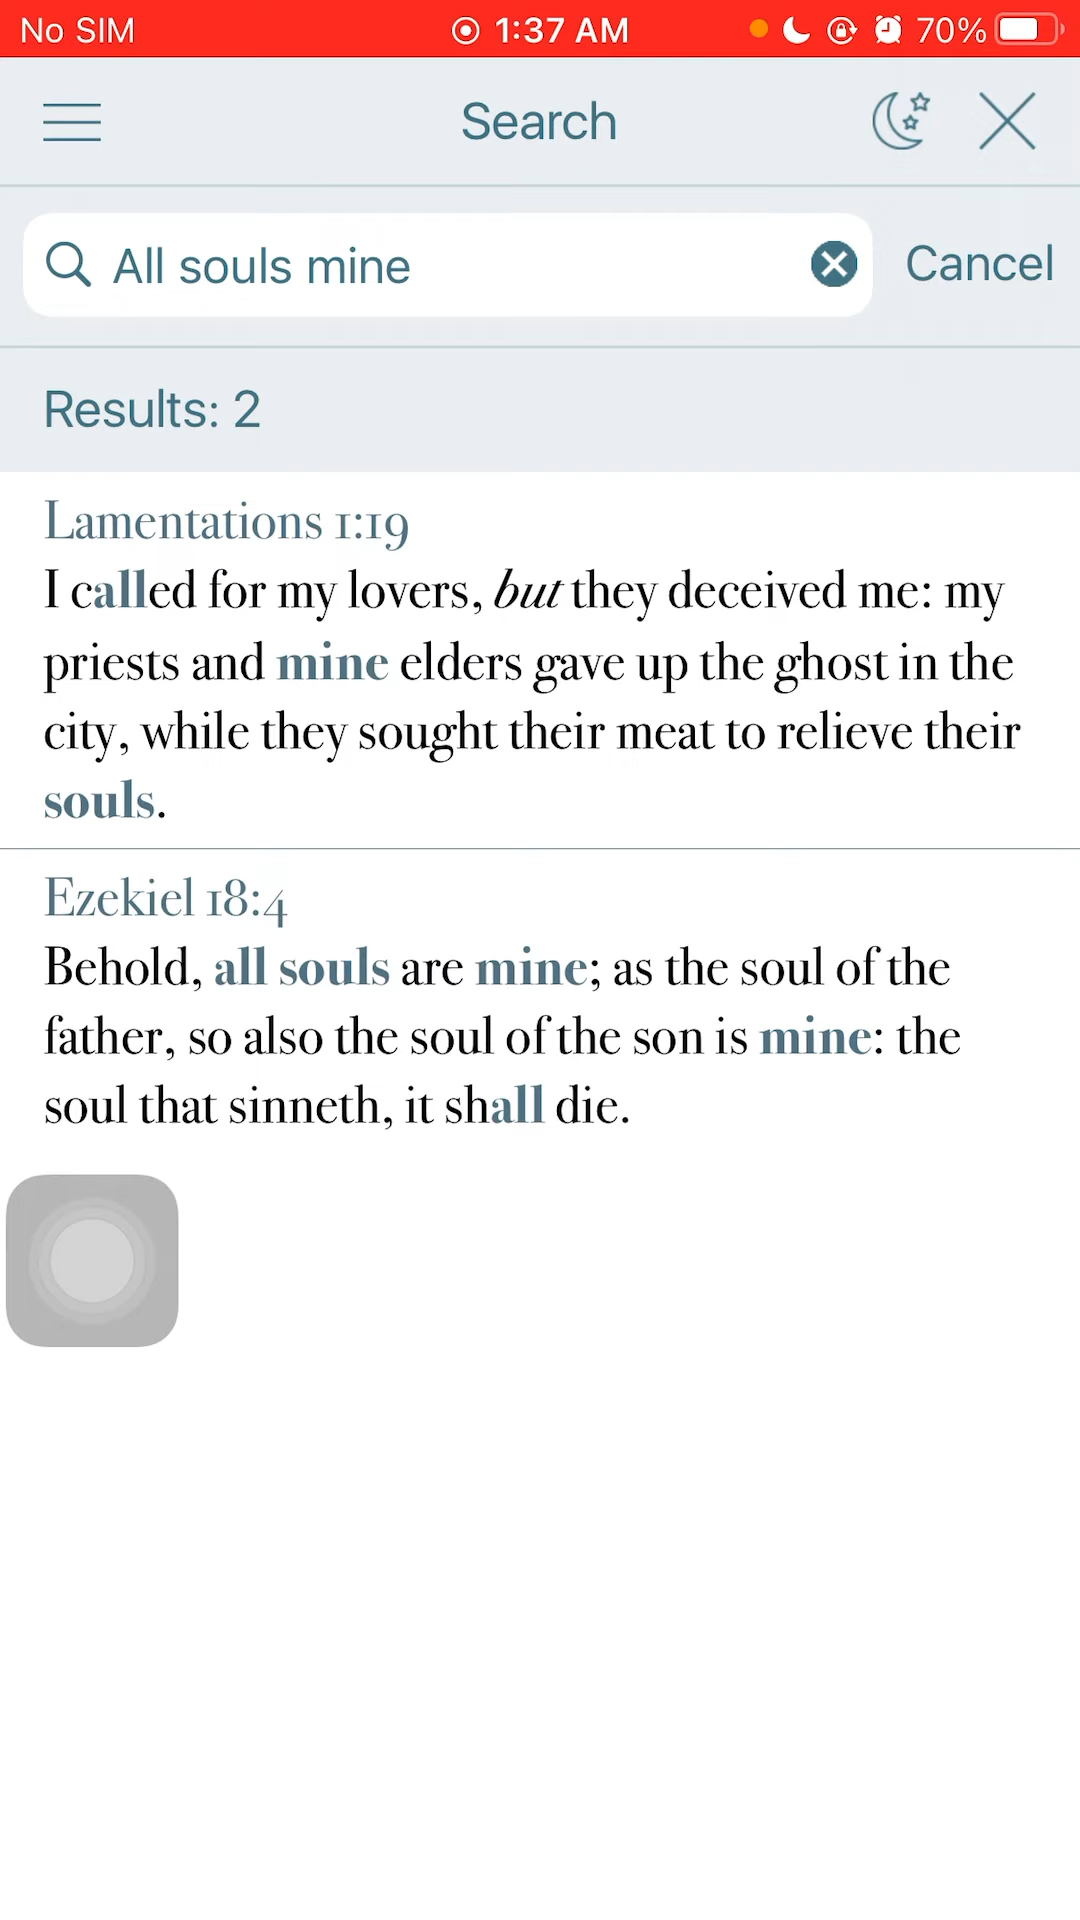 No SIM 1:37 AM 70%
Search
All souls mine Cancel
Results: 2
Lamentations 1:19
I called for my lovers, but they deceived me: my
priests and mine elders gave up the ghost in the
city, while they sought their meat to relieve their
souls.
Ezekiel 18:4
Behold, all souls are mine; as the soul of the
father, so also the soul of the son is mine: the
soul that sinneth, it shall die.